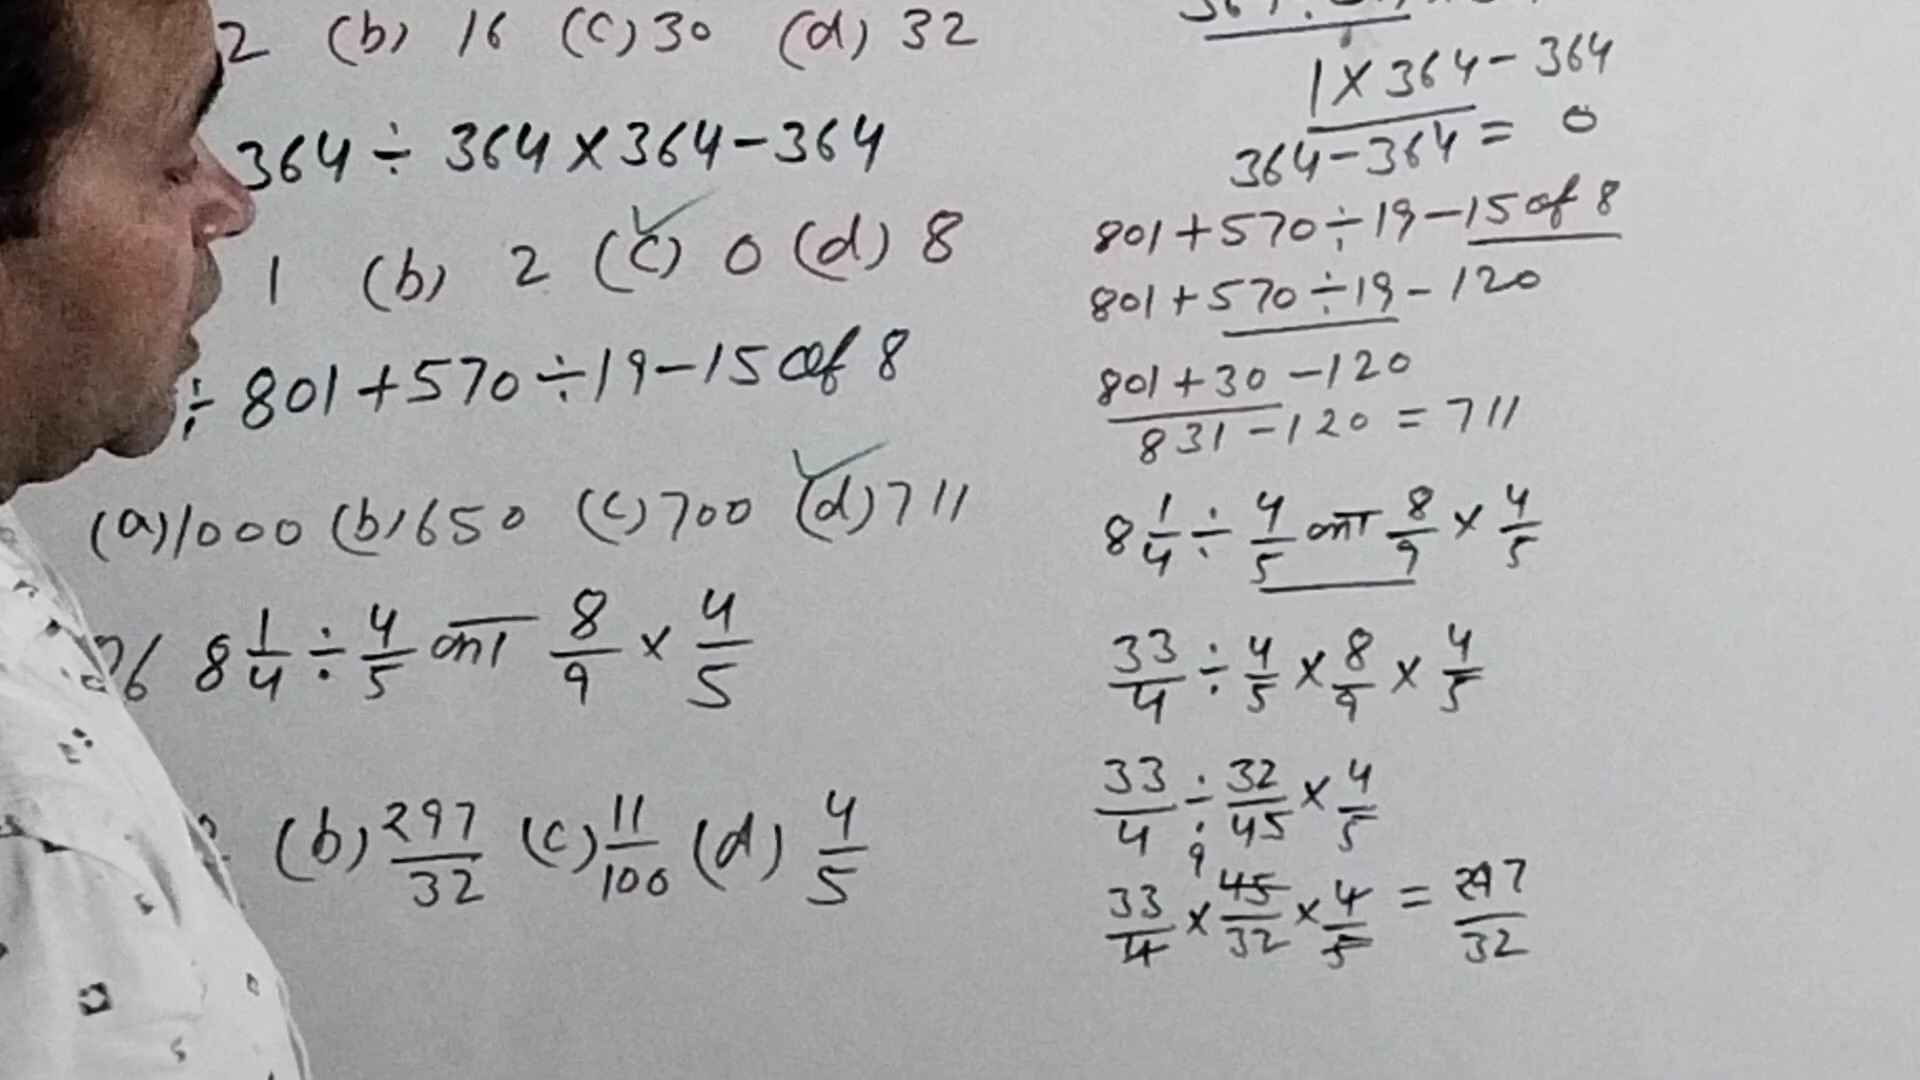 2 (b) 16 (c) 30 (d) 32
364 ÷ 364 × 364 - 364
1 (b) 2 (c) 0 (d) 8
÷ 801 + 570 ÷ 19 - 15 of 8
(a) 1000 (b) 650 (c) 700 (d) 711
8 1/4 ÷ 4/5 का 8/9 × 4/5
(b) 297/32 (c) 11/100 (d) 4/5
1 × 364 - 364
364 - 364 = 0
801 + 570 ÷ 19 - 15 of 8
801 + 570 ÷ 19 - 120
801 + 30 - 120
831 - 120 = 711
8 1/4 ÷ 4/5 का 8/9 × 4/5
33/4 ÷ 4/5 × 8/9 × 4/5
33/4 ÷ 32/45 × 4/5
9
33/4 × 45/32 × 4/5 = 297/32